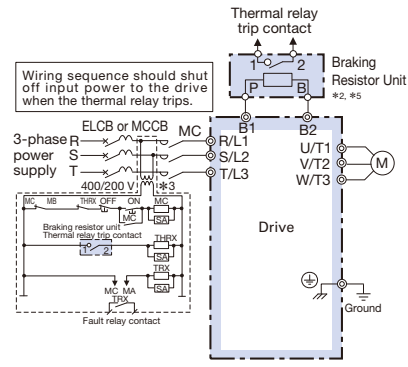 Thermal relay
trip contact
1 2
Braking
Resistor Unit
P B
*2, *5
Wiring sequence should shut
off input power to the drive
when the thermal relay trips.
ELCB or MCCB MC
B1 B2
3-phase R R/L1 U/T1
power S S/L2 V/T2 M
supply T T/L3 W/T3
400/200 V *3
MC MB THRX OFF ON MC
MC SA
Braking resistor unit
Thermal relay trip contact
1 2
THRX
SA
TRX
SA
MC MA
TRX
Fault relay contact
Drive
Ground